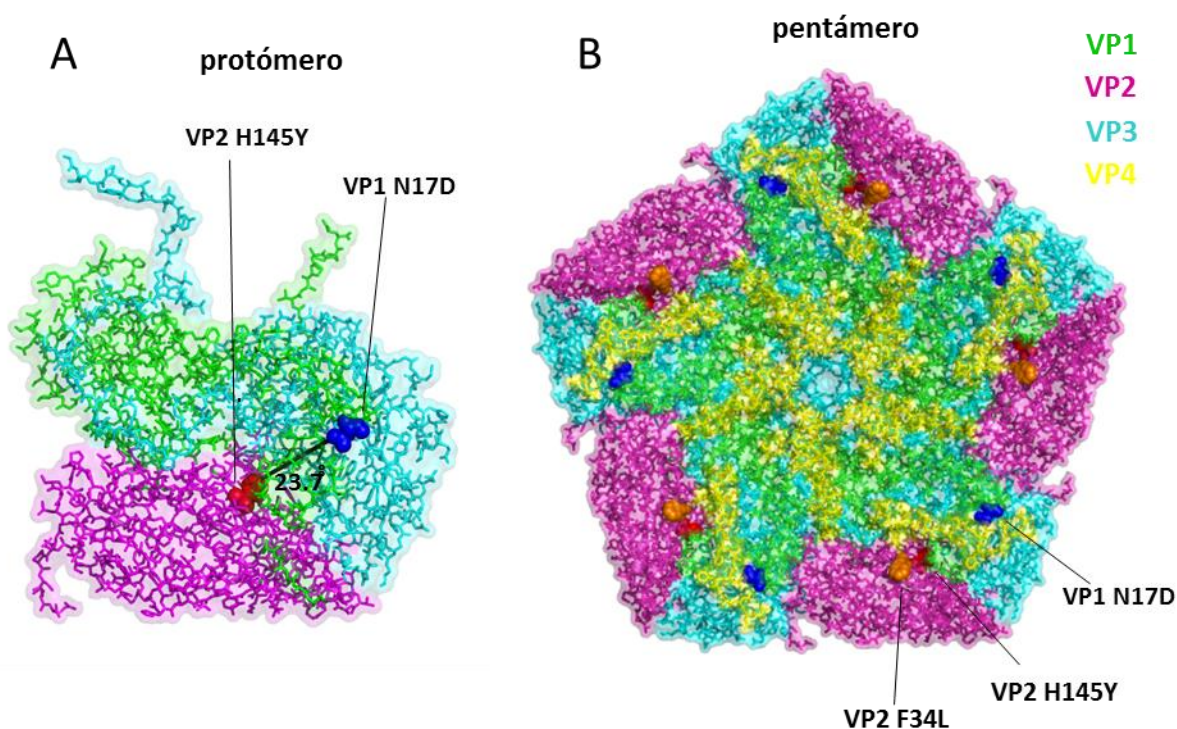 A
protómero
VP2 H145Y
VP1 N17D
23.7
B
pentámero
VP1
VP2
VP3
VP4
VP1 N17D
VP2 H145Y
VP2 F34L